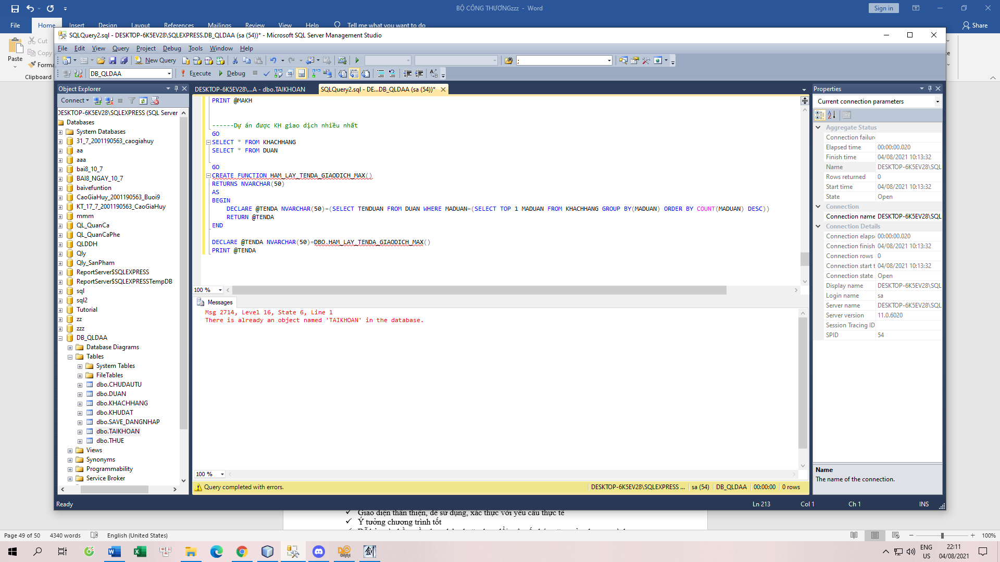 BỘ CÔNG THƯƠNGzzz - Word
Sign in
File
Home
Insert
Design
Layout
References
Mailings
Review
View
Help
Tell me what you want to do
Share
Paste
Cut
Copy
Forma
Clipboard
SQLQuery2.sql - DESKTOP-6K5EV28\SQLEXPRESS.DB_QLDAA (sa (54))* - Microsoft SQL Server Management Studio
File Edit View Query Project Debug Tools Window Help
New Query
;
DB_QLDAA
Execute
Debug
Object Explorer
Connect
DESKTOP-6K5EV28\SQLEXPRESS (SQL Server
Databases
System Databases
31_7_2001190563_caogiahuy
aa
aaa
bai8_10_7
BAI8_NGAY_10_7
baivefuntion
CaoGiaHuy_2001190563_Buoi9
KT_17_7_2001190563_CaoGiaHuy
mmm
QL_QuanCa
QL_QuanCaPhe
QLDDH
Qly
Qly_SanPham
ReportServer$SQLEXPRESS
ReportServer$SQLEXPRESSTempDB
sql
sql2
Tutorial
zz
zzz
DB_QLDAA
Database Diagrams
Tables
System Tables
FileTables
dbo.CHUDAUTU
dbo.DUAN
dbo.KHACHHANG
dbo.KHUDAT
dbo.SAVE_DANGNHAP
dbo.TAIKHOAN
dbo.THUE
Views
Synonyms
Programmability
Service Broker
DESKTOP-6K5EV28\...A - dbo.TAIKHOAN
SQLQuery2.sql - DE...DB_QLDAA (sa (54))*
PRINT @MAKH
------Dự án được KH giao dịch nhiều nhất
GO
SELECT * FROM KHACHHANG
SELECT * FROM DUAN
GO
CREATE FUNCTION HAM_LAY_TENDA_GIAODICH_MAX()
RETURNS NVARCHAR(50)
AS
BEGIN
DECLARE @TENDA NVARCHAR(50)=(SELECT TENDUAN FROM DUAN WHERE MADUAN=(SELECT TOP 1 MADUAN FROM KHACHHANG GROUP BY(MADUAN) ORDER BY COUNT(MADUAN) DESC))
RETURN @TENDA
END
DECLARE @TENDA NVARCHAR(50)=DBO.HAM_LAY_TENDA_GIAODICH_MAX()
PRINT @TENDA
100 %
Messages
Msg 2714, Level 16, State 6, Line 1
There is already an object named 'TAIKHOAN' in the database.
100 %
Query completed with errors.
DESKTOP-6K5EV28\SQLEXPRESS ...
sa (54)
DB_QLDAA
00:00:00
0 rows
Properties
Current connection parameters
Aggregate Status
Connection failur
Elapsed time 00:00:00.020
Finish time 04/08/2021 10:13:32
Name DESKTOP-6K5EV28\SQL
Rows returned 0
Start time 04/08/2021 10:13:32
State Open
Connection
Connection name DESKTOP-6K5EV28\SQL
Connection Details
Connection elaps 00:00:00.020
Connection finish 04/08/2021 10:13:32
Connection rows 0
Connection start t 04/08/2021 10:13:32
Connection state Open
Display name DESKTOP-6K5EV28\SQL
Login name sa
Server name DESKTOP-6K5EV28\SQL
Server version 11.0.6020
Session Tracing ID
SPID 54
Name
The name of the connection.
Ready
Ln 213
Col 1
Ch 1
INS
Giao diện thân thiện, dễ sử dụng, xác thực với yêu cầu thực tế
Ý tưởng chương trình tốt
Page 49 of 50
4340 words
English (United States)
100%
ENG
US
22:11
04/08/2021